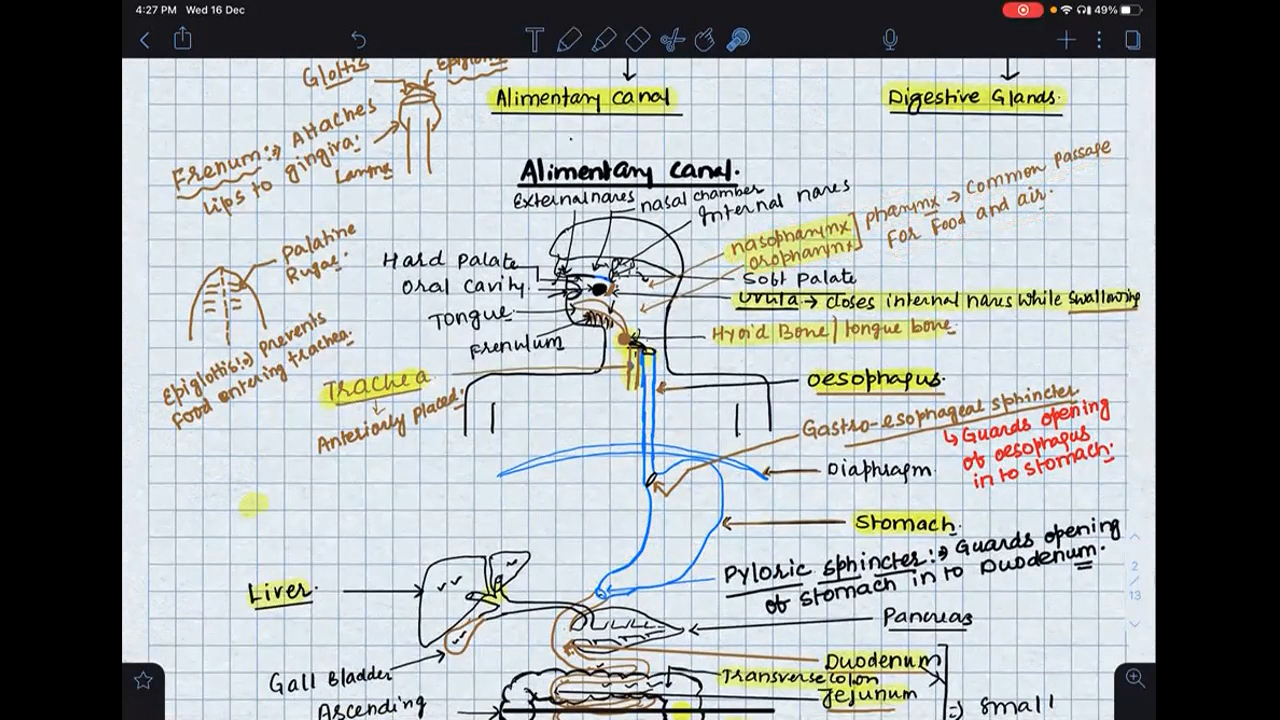 4:27 PM Wed 16 Dec
49%
Glottis
Alimentary canal
Digestive Glands.
Frenum:→ Attaches
lips to gingiva:
Larynx
Alimentary canal.
External nares
nasal chamber
Internal nares
nasopharynx
oropharynx
pharynx → Common passage
for Food and air.
Palatine
Rugae.
Hard Palate
oral cavity
Tongue
Frenulum
Soft Palate
Uvula → closes internal nares while swallowing
Hyoid Bone / tongue bone.
Epiglottis:→ Prevents
food entering trachea.
Trachea
Anteriorly placed.
oesophagus.
Gastro-esophageal sphincter
↳ Guards opening
of oesophagus
in to stomach.
Diaphragm.
Stomach.
Pyloric sphincter:→ Guards opening
of stomach in to Duodenum.
Liver.
Pancreas
Gall Bladder
Duodenum
Transverse colon
Jejunum
Ascending
⇒ Small
2
/
13